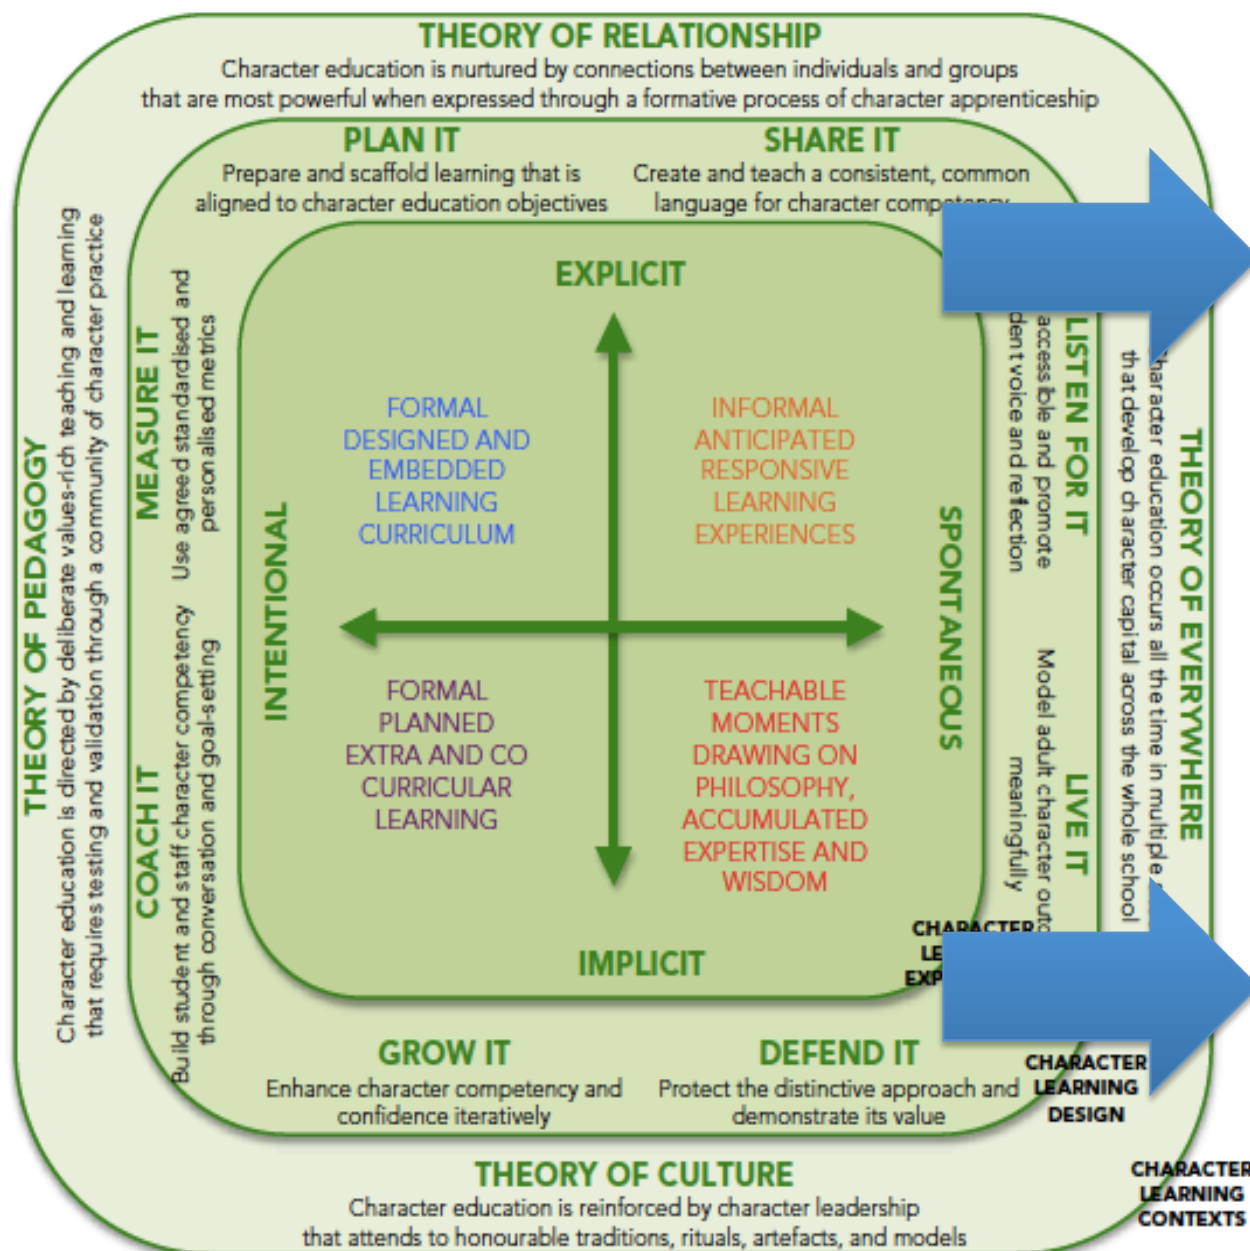 THEORY OF RELATIONSHIP
Character education is nurtured by connections between individuals and groups
that are most powerful when expressed through a formative process of character apprenticeship
PLAN IT
Prepare and scaffold learning that is
aligned to character education objectives
SHARE IT
Create and teach a consistent, common
language for character competency
THEORY OF PEDAGOGY
Character education is directed by deliberate values-rich teaching and learning
that requires testing and validation through a community of character practice
MEASURE IT
Use agreed standardised and
personalised metrics
COACH IT
Build student and staff character competency
through conversation and goal-setting
EXPLICIT
INTENTIONAL
FORMAL
DESIGNED AND
EMBEDDED
LEARNING
CURRICULUM
INFORMAL
ANTICIPATED
RESPONSIVE
LEARNING
EXPERIENCES
FORMAL
PLANNED
EXTRA AND CO
CURRICULAR
LEARNING
TEACHABLE
MOMENTS
DRAWING ON
PHILOSOPHY,
ACCUMULATED
EXPERTISE AND
WISDOM
SPONTANEOUS
IMPLICIT
LISTEN FOR IT
accessible and promote
voice and reflection
LIVE IT
Model adult character
meaningfully
THEORY OF EVERYWHERE
character education occurs all the time in multiple
that develop character capital across the whole school
CHARACTER
GROW IT
Enhance character competency and
confidence iteratively
DEFEND IT
Protect the distinctive approach and
demonstrate its value
CHARACTER
LEARNING
DESIGN
THEORY OF CULTURE
Character education is reinforced by character leadership
that attends to honourable traditions, rituals, artefacts, and models
CHARACTER
LEARNING
CONTEXTS